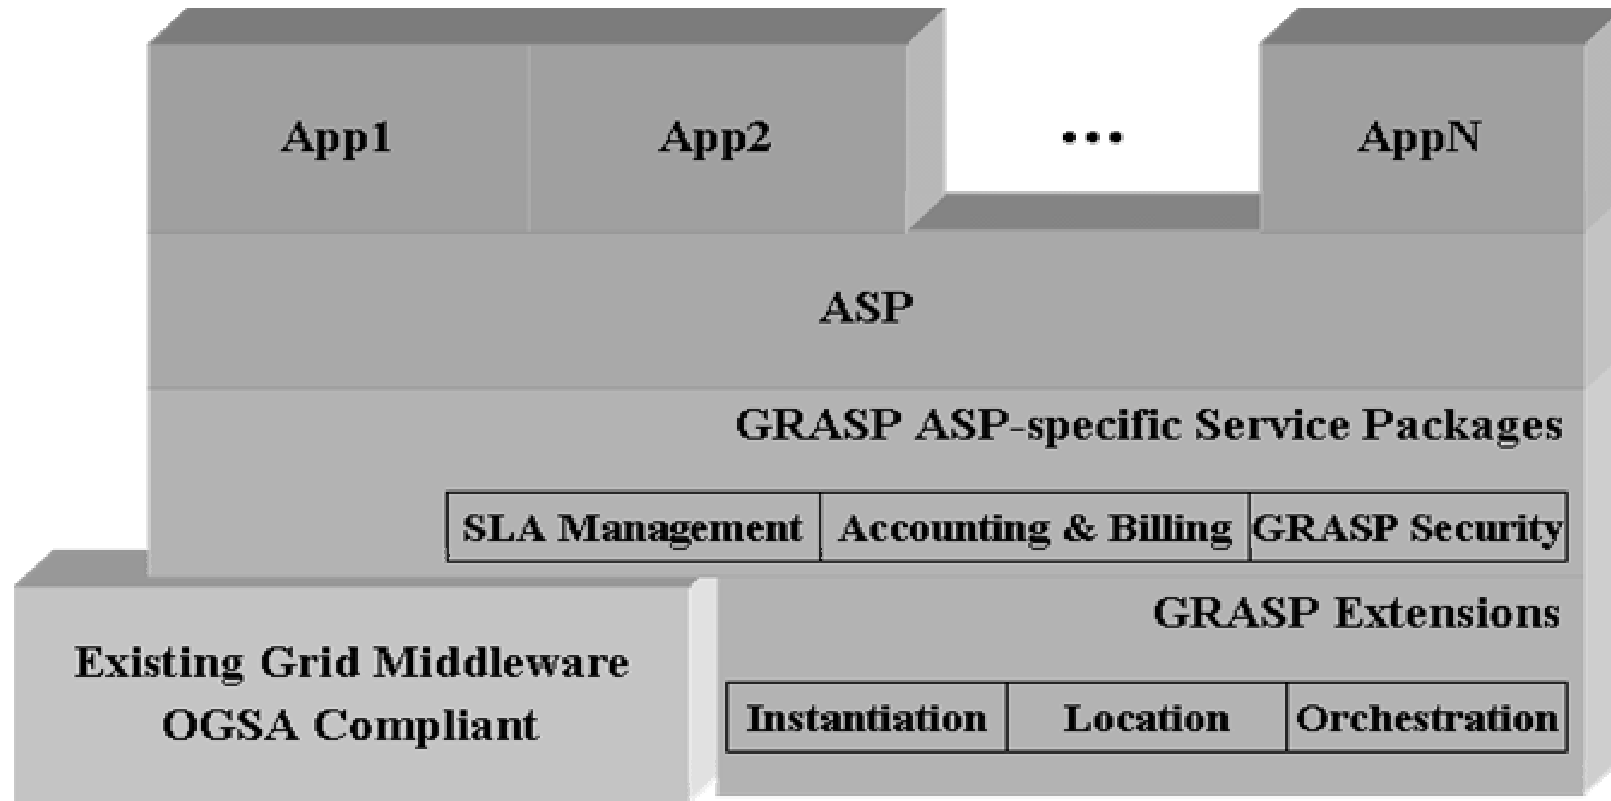 App1
App2
...
AppN
ASP
GRASP ASP-specific Service Packages
SLA Management
Accounting & Billing
GRASP Security
Existing Grid Middleware
OGSA Compliant
GRASP Extensions
Instantiation
Location
Orchestration